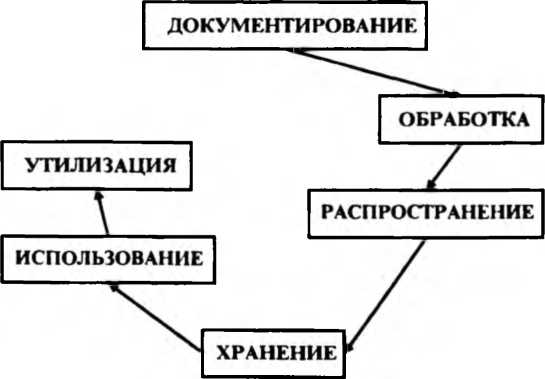 ДОКУМЕНТИРОВАНИЕ
ОБРАБОТКА
РАСПРОСТРАНЕНИЕ
ХРАНЕНИЕ
ИСПОЛЬЗОВАНИЕ
УТИЛИЗАЦИЯ